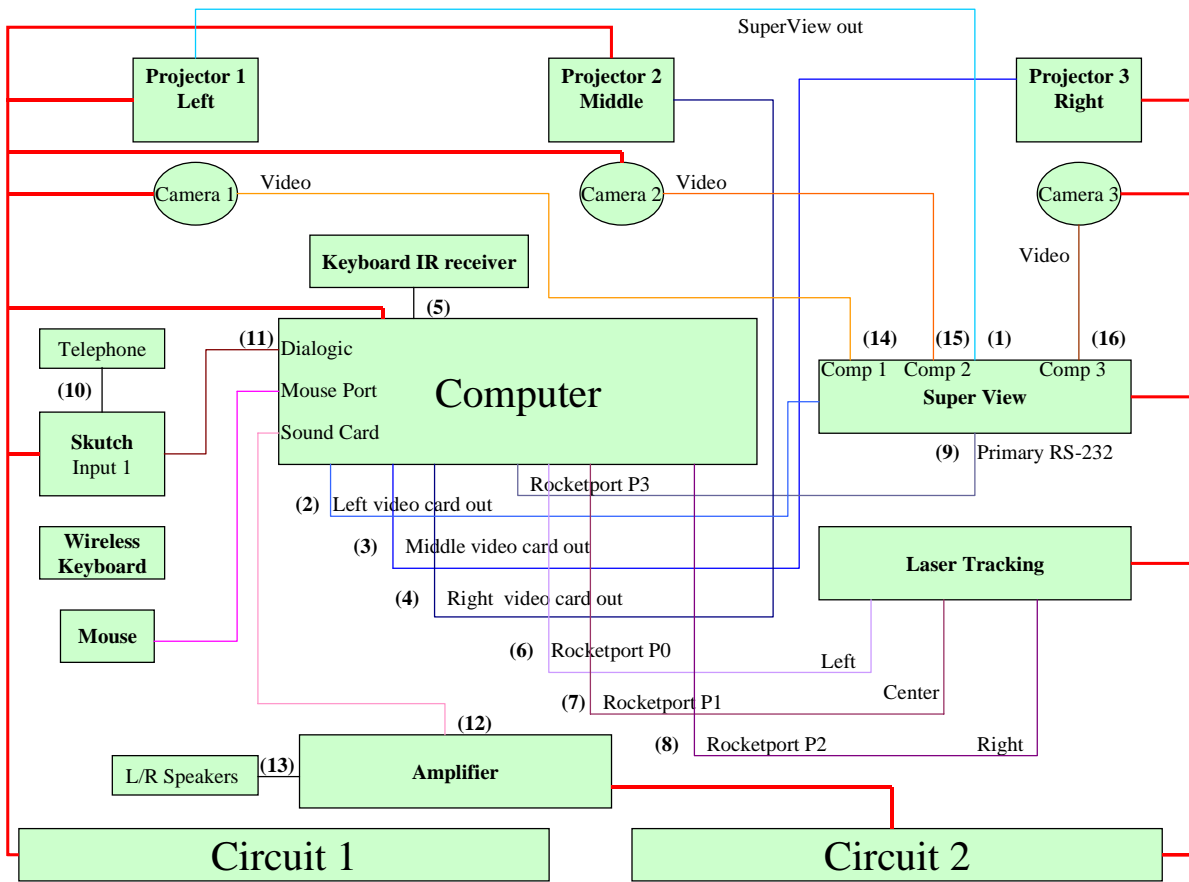 SuperView out
Projector 1
Left
Projector 2
Middle
Projector 3
Right
Camera 1
Video
Camera 2
Video
Camera 3
Video
Keyboard IR receiver
(5)
Telephone
(10)
(11)
Dialogic
Mouse Port
Sound Card
Computer
(14)
(15)
(1)
(16)
Comp 1
Comp 2
Comp 3
Super View
Skutch
Input 1
(9)
Primary RS-232
Rocketport P3
(2)
Left video card out
(3)
Middle video card out
(4)
Right video card out
Wireless
Keyboard
Laser Tracking
Mouse
(6)
Rocketport P0
Left
(7)
Rocketport P1
Center
(8)
Rocketport P2
Right
(12)
L/R Speakers
(13)
Amplifier
Circuit 1
Circuit 2